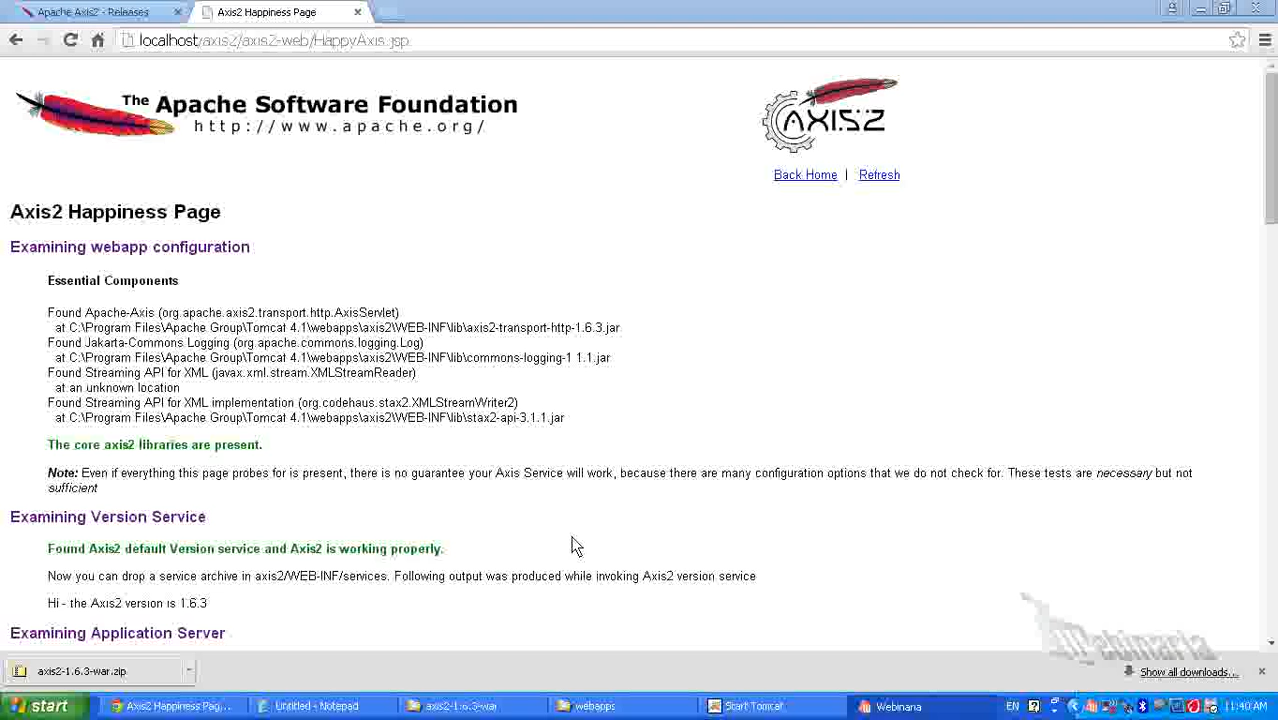 Apache Axis2 - Releases
Axis2 Happiness Page
localhost/axis2/axis2-web/HappyAxis.jsp
The Apache Software Foundation
http://www.apache.org/
AXIS2
Back Home | Refresh
Axis2 Happiness Page
Examining webapp configuration
Essential Components
Found Apache-Axis (org.apache.axis2.transport.http.AxisServlet)
at C:\Program Files\Apache Group\Tomcat 4.1\webapps\axis2\WEB-INF\lib\axis2-transport-http-1.6.3.jar
Found Jakarta-Commons Logging (org.apache.commons.logging.Log)
at C:\Program Files\Apache Group\Tomcat 4.1\webapps\axis2\WEB-INF\lib\commons-logging-1 1.1.jar
Found Streaming API for XML (javax.xml.stream.XMLStreamReader)
at an unknown location
Found Streaming API for XML implementation (org.codehaus.stax2.XMLStreamWriter2)
at C:\Program Files\Apache Group\Tomcat 4.1\webapps\axis2\WEB-INF\lib\stax2-api-3.1.1.jar
The core axis2 libraries are present.
Note: Even if everything this page probes for is present, there is no guarantee your Axis Service will work, because there are many configuration options that we do not check for. These tests are necessary but not
sufficient
Examining Version Service
Found Axis2 default Version service and Axis2 is working properly.
Now you can drop a service archive in axis2/WEB-INF/services. Following output was produced while invoking Axis2 version service
Hi - the Axis2 version is 1.6.3
Examining Application Server
Webinaria
axis2-1.6.3-war.zip
Show all downloads...
start
Axis2 Happiness Pag...
Untitled - Notepad
axis2-1.6.3-war
webapps
Start Tomcat
Webinaria
EN
11:40 AM